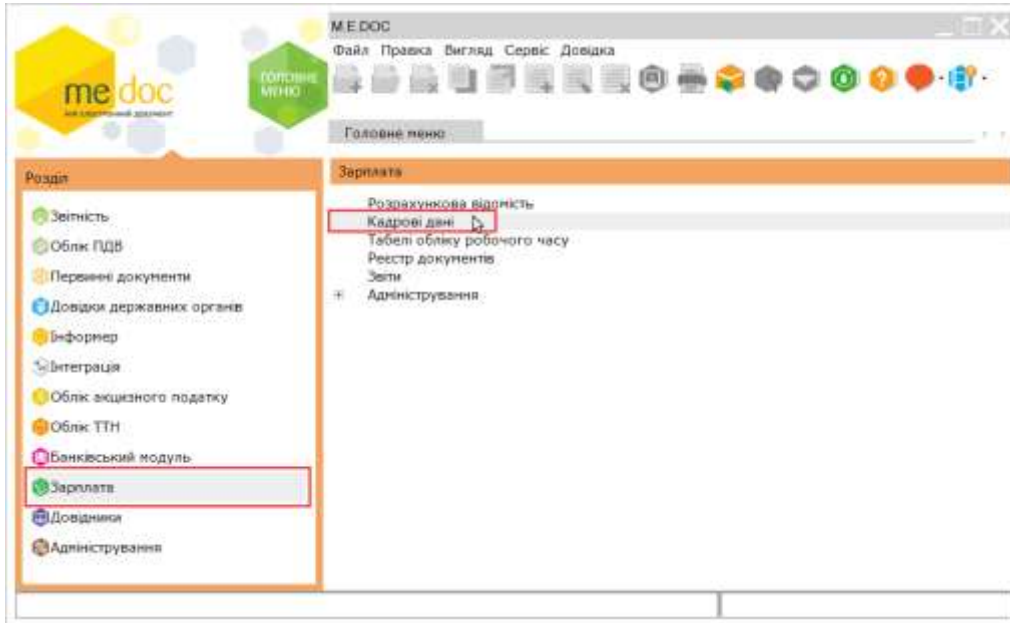 M.E.DOC
Файл Правка Вигляд Сервіс Довідка
me doc
ГОЛОВНЕ МЕНЮ
Головне меню
Розділ
Звітність
Облік ПДВ
Первинні документи
Довідки державних органів
Інформер
Інтеграція
Облік акцизного податку
Облік ТТН
Банківський модуль
Зарплата
Довідники
Адміністрування
Зарплата
Розрахункова відомість
Кадрові дані
Табелі обліку робочого часу
Реєстр документів
Звіти
Адміністрування